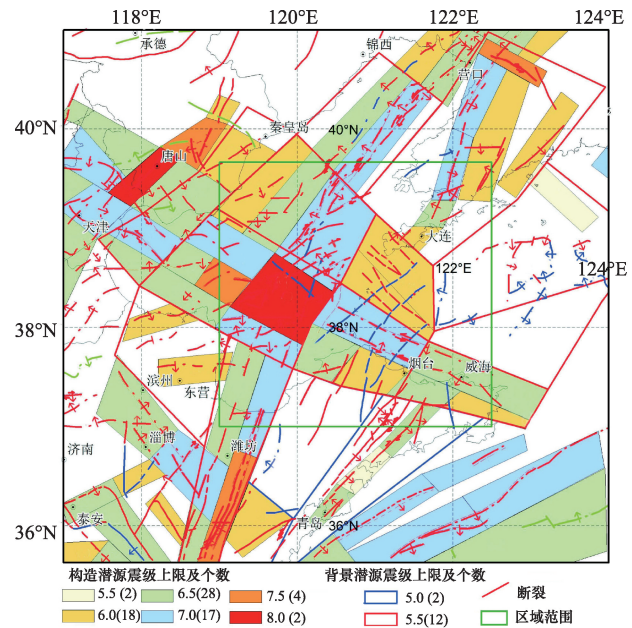 118°E 120°E 122°E 124°E
承德
锦西
营口
40°N
秦皇岛
40°N
唐山
天津
大连
122°E
124°E
38°N
38°N
烟台
威海
滨州
东营
淄博
潍坊
济南
泰安
青岛
36°N
36°N
构造潜源震级上限及个数 背景潜源震级上限及个数
5.5 (2) 6.5(28) 7.5 (4) 5.0 (2) 断裂
6.0(18) 7.0(17) 8.0 (2) 5.5(12) 区域范围